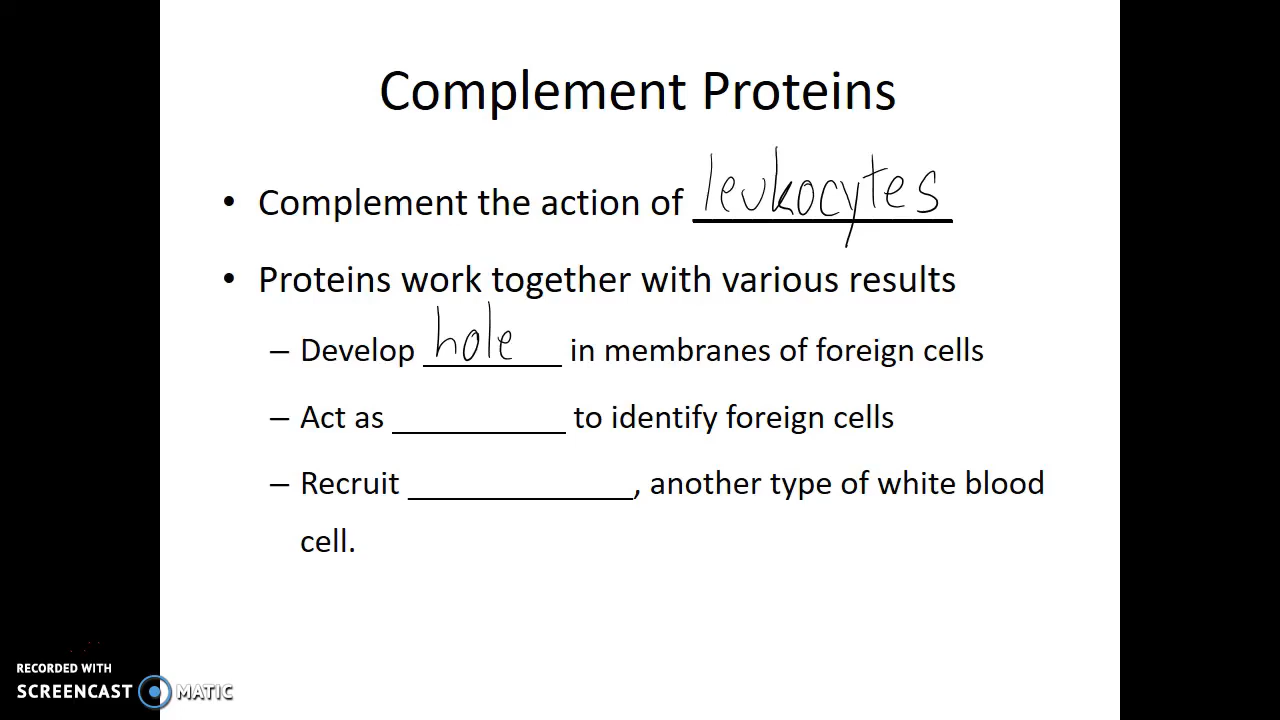 Complement Proteins
• Complement the action of leukocytes
• Proteins work together with various results
– Develop hole in membranes of foreign cells
– Act as __________ to identify foreign cells
– Recruit _____________, another type of white blood
cell.
RECORDED WITH
SCREENCAST MATIC